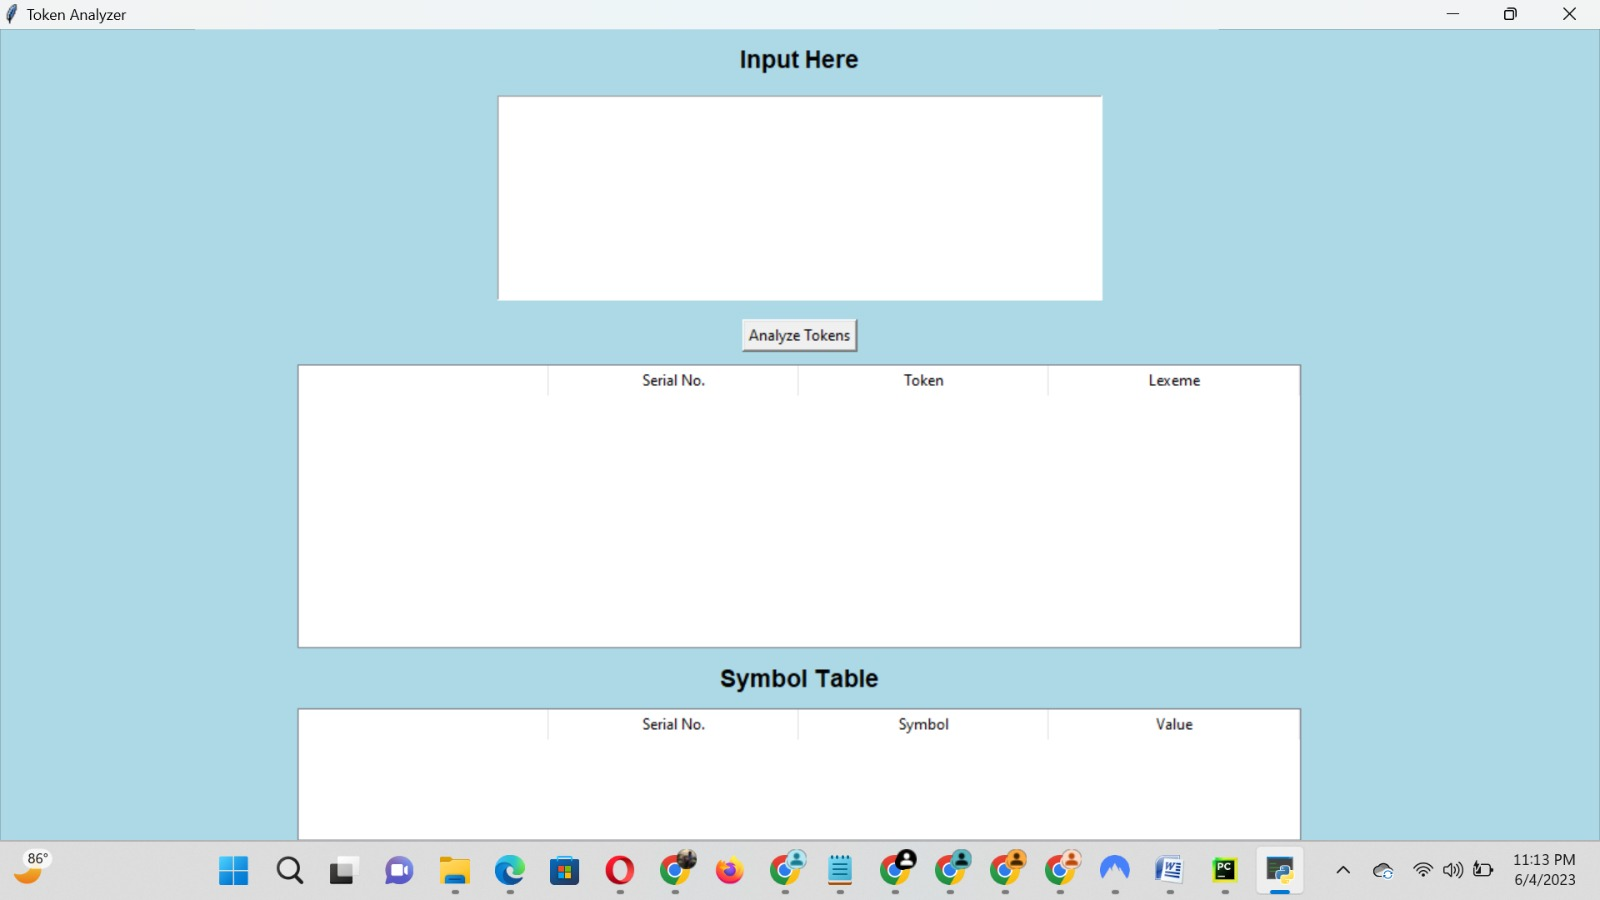 Token Analyzer
Input Here
Analyze Tokens
Serial No. Token Lexeme
Symbol Table
Serial No. Symbol Value
86°
PC
11:13 PM
6/4/2023